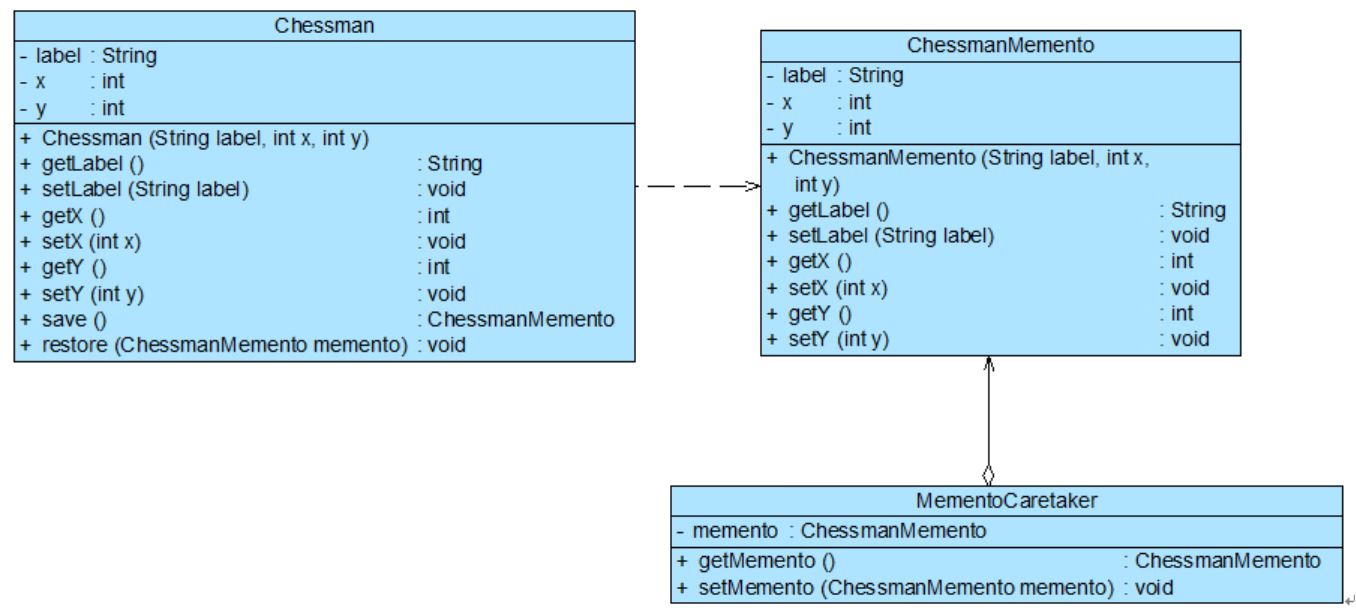 Chessman
- label : String
- x : int
- y : int
+ Chessman (String label, int x, int y)
+ getLabel () : String
+ setLabel (String label) : void
+ getX () : int
+ setX (int x) : void
+ getY () : int
+ setY (int y) : void
+ save () : ChessmanMemento
+ restore (ChessmanMemento memento) : void
ChessmanMemento
- label : String
- x : int
- y : int
+ ChessmanMemento (String label, int x,
int y)
+ getLabel () : String
+ setLabel (String label) : void
+ getX () : int
+ setX (int x) : void
+ getY () : int
+ setY (int y) : void
MementoCaretaker
- memento : ChessmanMemento
+ getMemento () : ChessmanMemento
+ setMemento (ChessmanMemento memento) : void